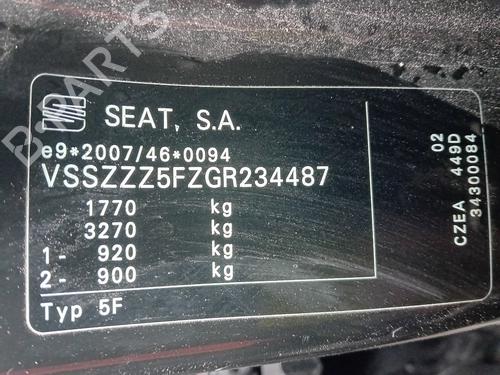 SEAT, S.A.
e9*2007/46*0094
VSSZZZ5FZGR234487
1770 kg
3270 kg
1- 920 kg
2- 900 kg
Typ 5F
02
CZEA 449D
34300084
B-PARTS